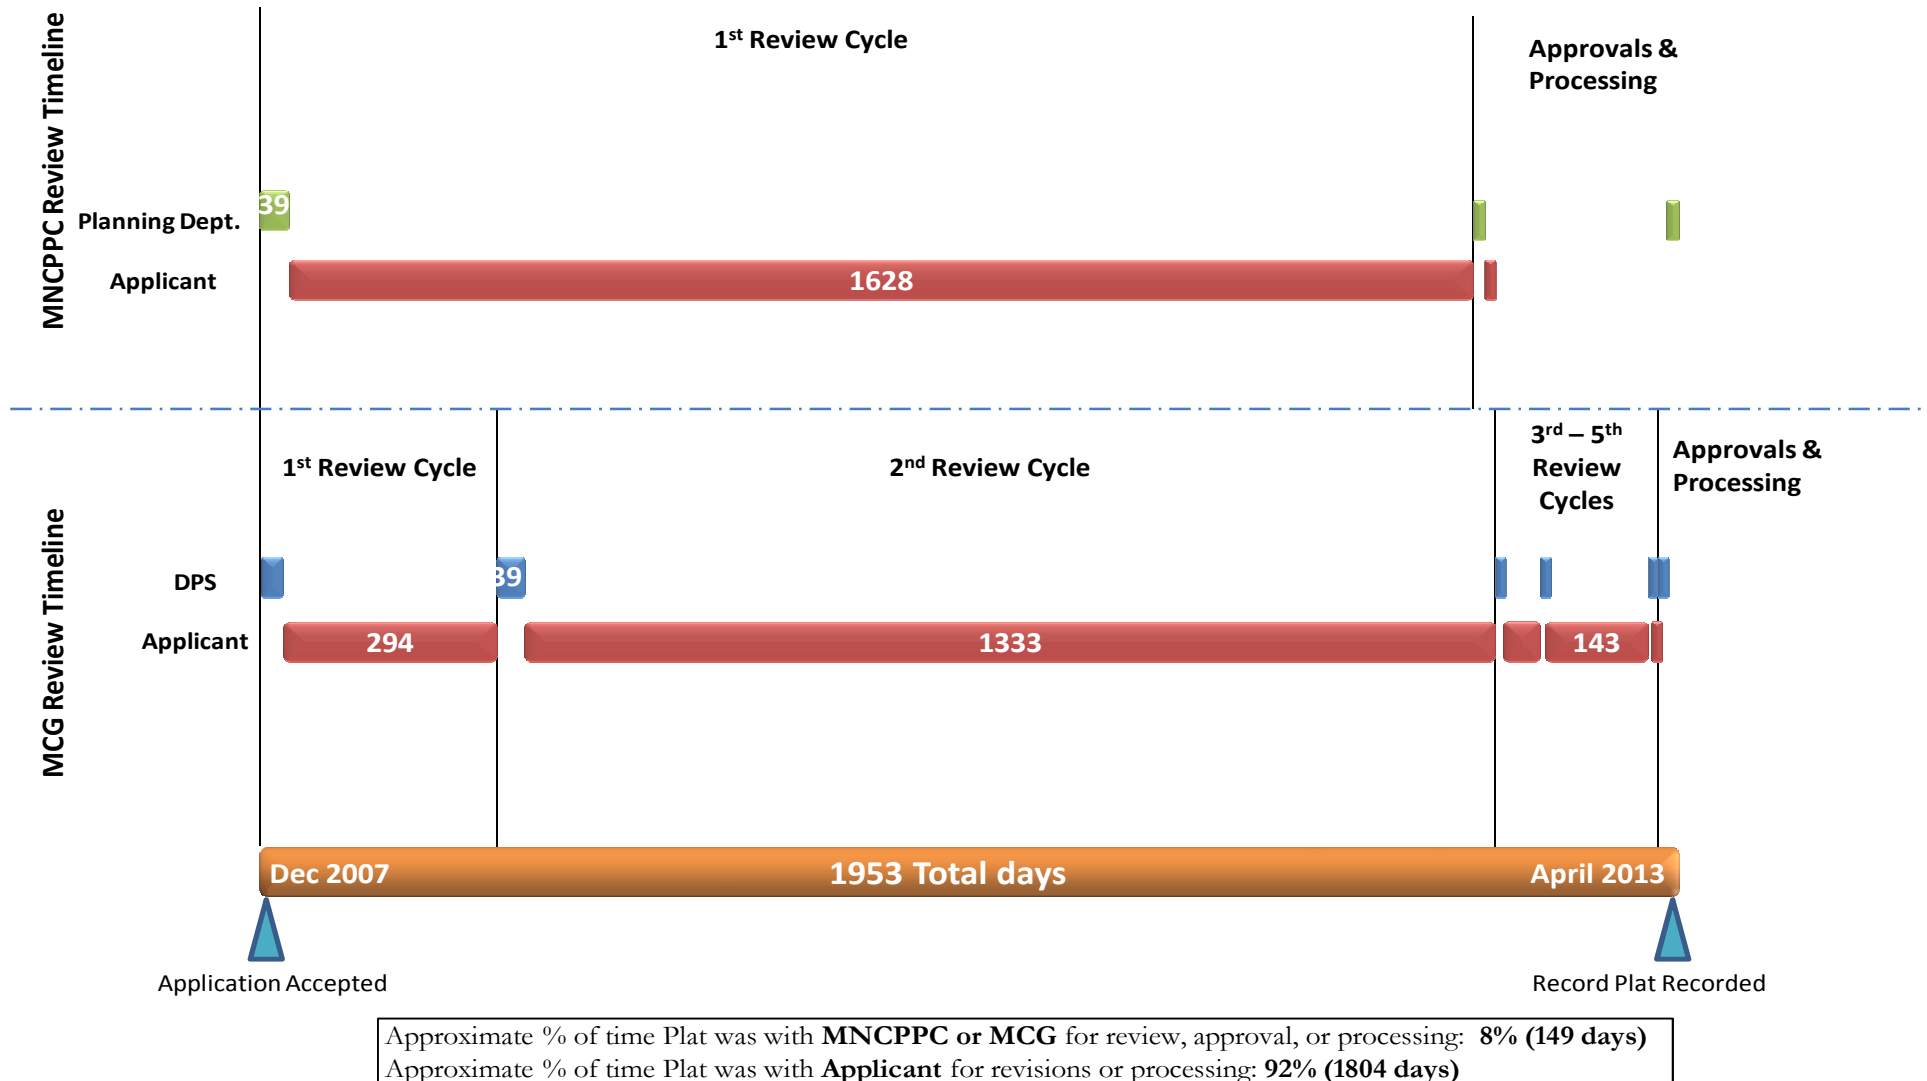 MNCPPC Review Timeline
1st Review Cycle
Approvals &
Processing
39
Planning Dept.
Applicant
1628
MCG Review Timeline
1st Review Cycle
2nd Review Cycle
3rd – 5th
Review
Cycles
Approvals &
Processing
DPS
39
Applicant
294
1333
143
Dec 2007
1953 Total days
April 2013
Application Accepted
Record Plat Recorded
Approximate % of time Plat was with MNCPPC or MCG for review, approval, or processing: 8% (149 days)
Approximate % of time Plat was with Applicant for revisions or processing: 92% (1804 days)